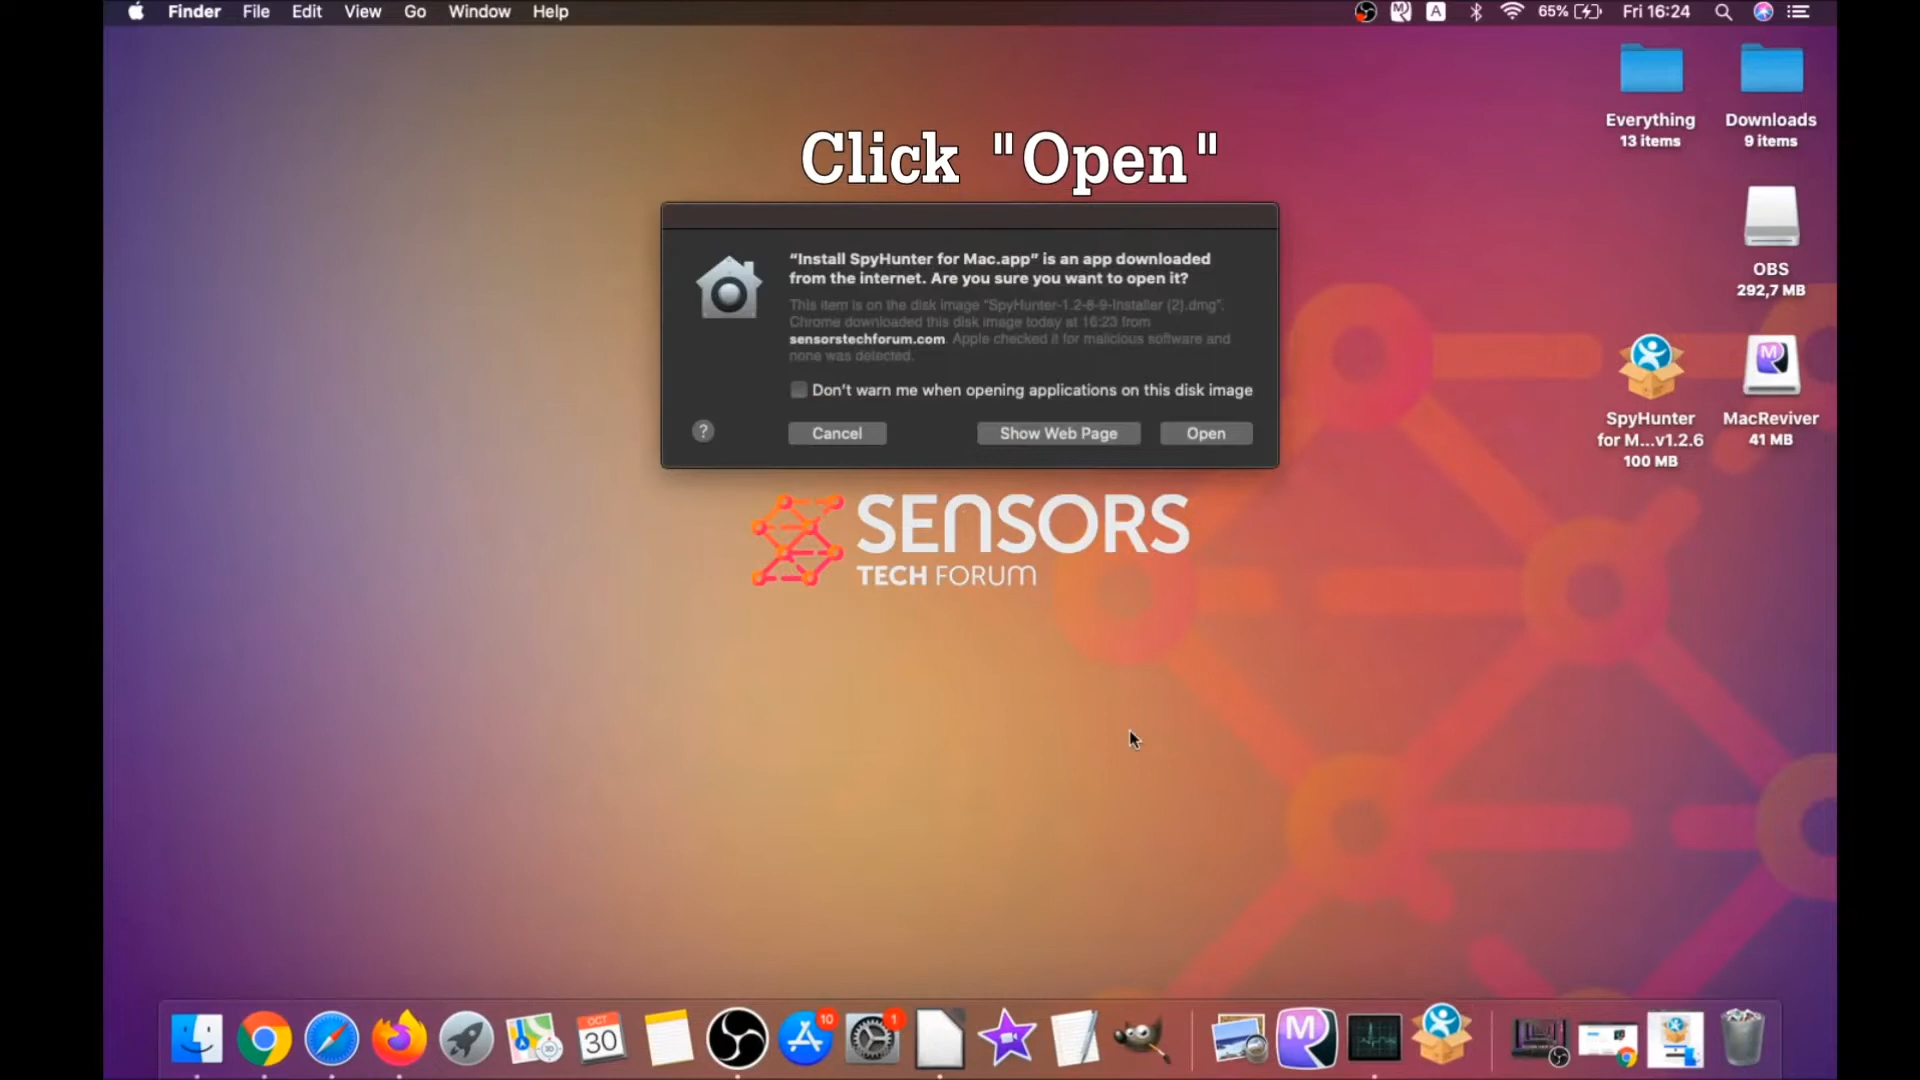 Finder File Edit View Go Window Help
A 65% Fri 16:24
Everything
13 items
Downloads
9 items
Click "Open"
“Install SpyHunter for Mac.app” is an app downloaded
from the internet. Are you sure you want to open it?
This item is on the disk image “SpyHunter-1.2-8-9-Installer (2).dmg”.
Chrome downloaded this disk image today at 16:23 from
sensorstechforum.com. Apple checked it for malicious software and
none was detected.
Don’t warn me when opening applications on this disk image
? Cancel Show Web Page Open
OBS
292,7 MB
SpyHunter
for M...v1.2.6
100 MB
MacReviver
41 MB
SENSORS
TECH FORUM
OCT
30
10
1